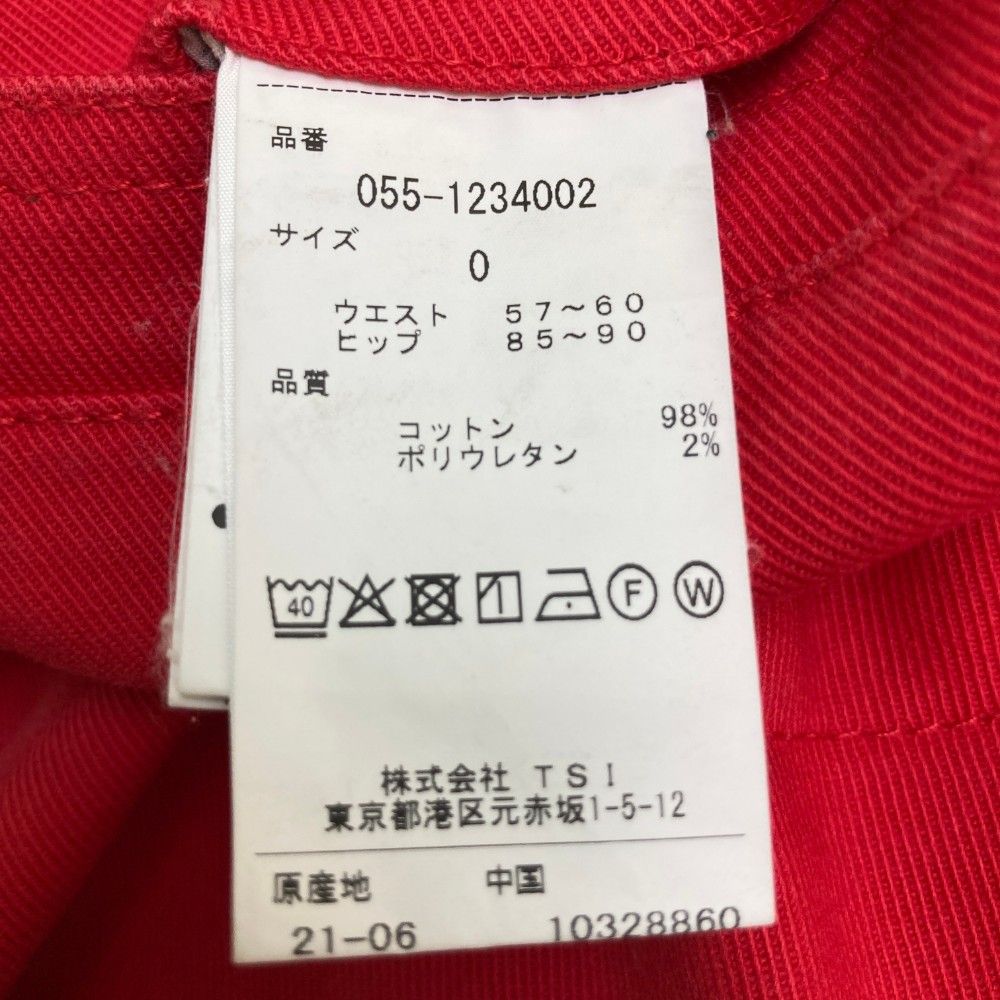 品番
055-1234002
サイズ
0
ウエスト 57～60
ヒップ 85～90
品質
コットン 98%
ポリウレタン 2%
40 F W
株式会社 TSI
東京都港区元赤坂1-5-12
原産地 中国
21-06 10328860